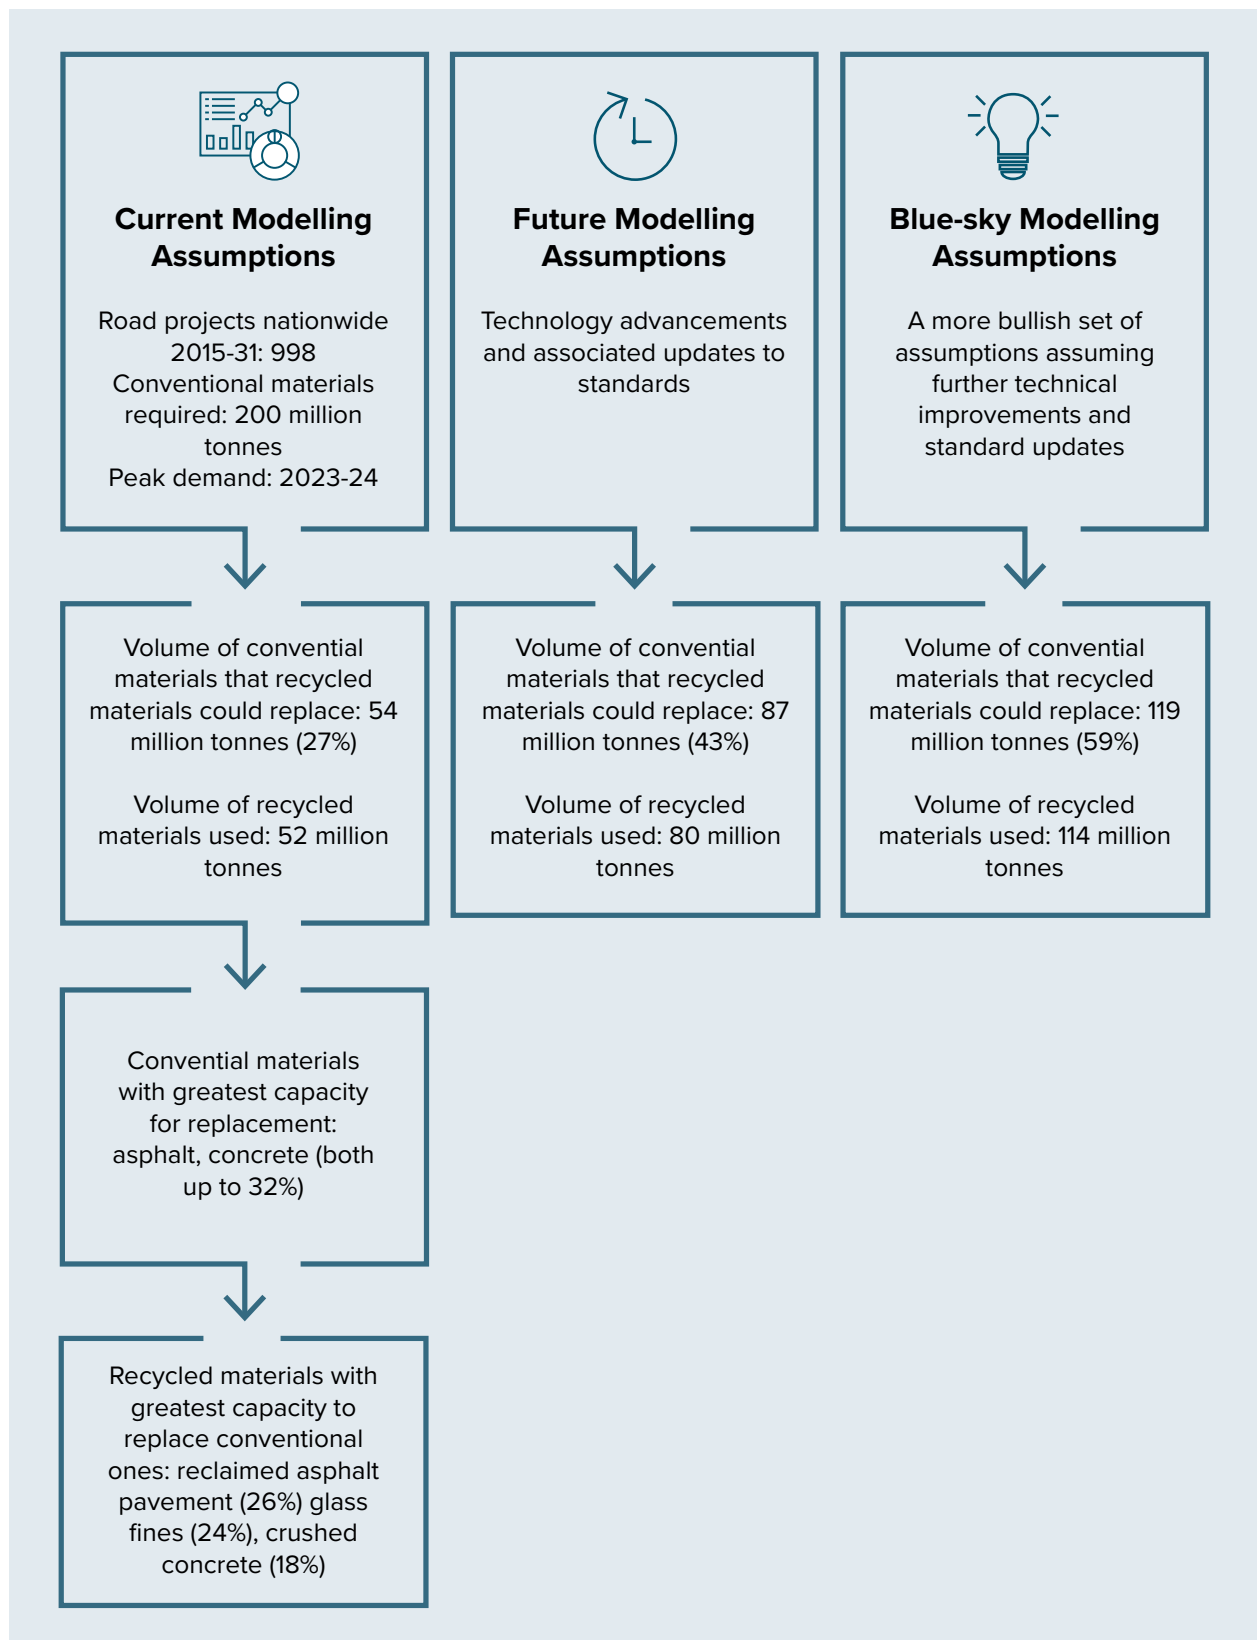 Current Modelling
Assumptions
Road projects nationwide
2015-31: 998
Conventional materials
required: 200 million
tonnes
Peak demand: 2023-24
Volume of convential
materials that recycled
materials could replace: 54
million tonnes (27%)
Volume of recycled
materials used: 52 million
tonnes
Convential materials
with greatest capacity
for replacement:
asphalt, concrete (both
up to 32%)
Recycled materials with
greatest capacity to
replace conventional
ones: reclaimed asphalt
pavement (26%) glass
fines (24%), crushed
concrete (18%)
Future Modelling
Assumptions
Technology advancements
and associated updates to
standards
Volume of convential
materials that recycled
materials could replace: 87
million tonnes (43%)
Volume of recycled
materials used: 80 million
tonnes
Blue-sky Modelling
Assumptions
A more bullish set of
assumptions assuming
further technical
improvements and
standard updates
Volume of convential
materials that recycled
materials could replace: 119
million tonnes (59%)
Volume of recycled
materials used: 114 million
tonnes